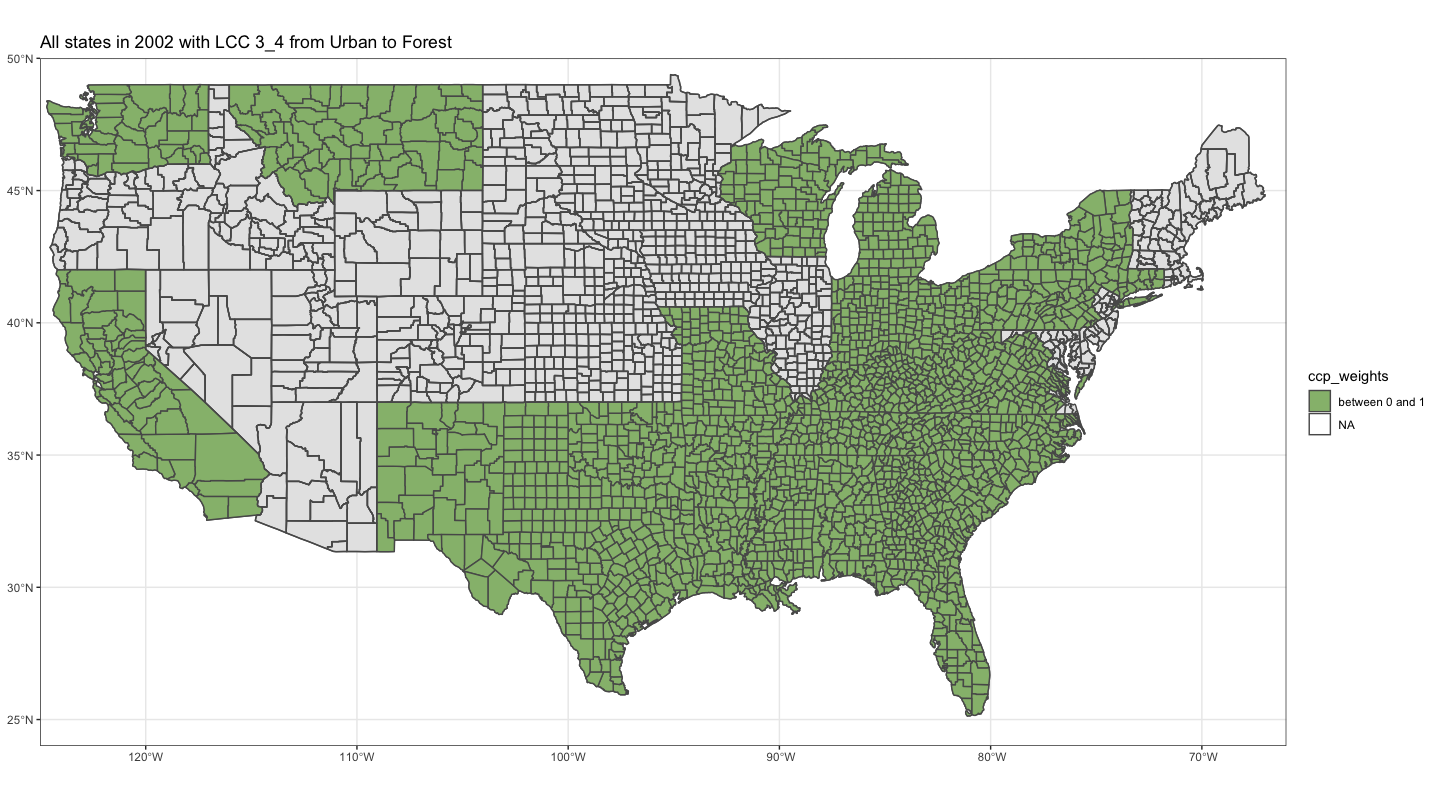 All states in 2002 with LCC 3_4 from Urban to Forest
50°N
45°N
40°N
35°N
30°N
25°N
120°W
110°W
100°W
90°W
80°W
70°W
ccp_weights
between 0 and 1
NA